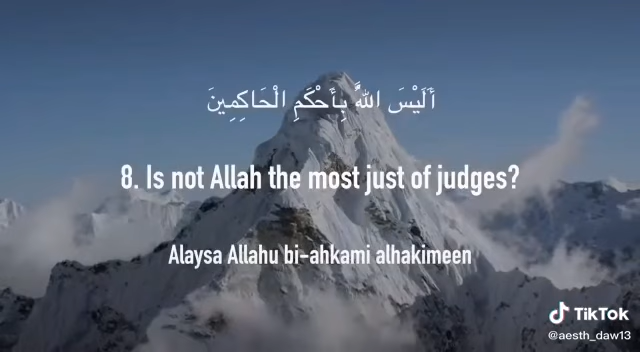 أَلَيْسَ اللَّهُ بِأَحْكَمِ الْحَاكِمِينَ
8. Is not Allah the most just of judges?
Alaysa Allahu bi-ahkami alhakimeen
TikTok
@aesth_daw13